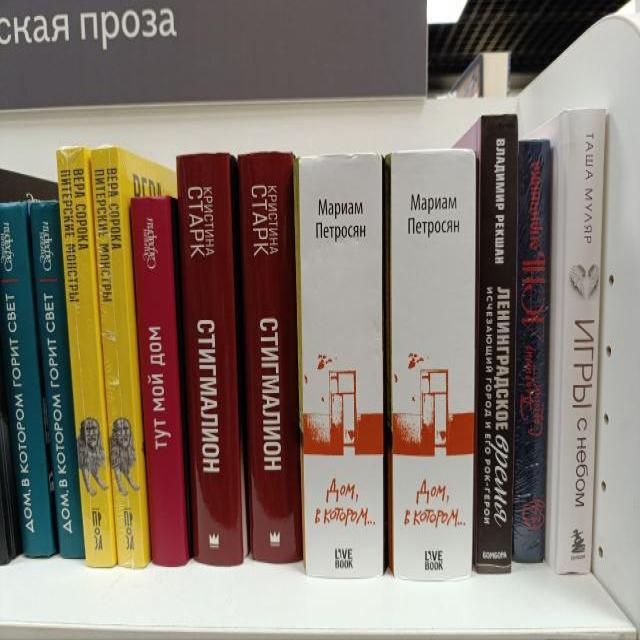 ская проза
ДОМ, В КОТОРОМ ГОРИТ СВЕТ
ДОМ, В КОТОРОМ ГОРИТ СВЕТ
ВЕРА СОРОКА
ПИТЕРСКИЕ МОНСТРЫ
ВЕРА СОРОКА
ПИТЕРСКИЕ МОНСТРЫ
ВЕРА
ТУТ МОЙ ДОМ
КРИСТИНА
СТАРК
СТИГМАЛИОН
КРИСТИНА
СТАРК
СТИГМАЛИОН
Мариам
Петросян
Дом,
в котором...
LIVE
BOOK
Мариам
Петросян
Дом,
в котором...
LIVE
BOOK
ВЛАДИМИР РЕКШАН
ЛЕНИНГРАДСКОЕ время
ИСЧЕЗАЮЩИЙ ГОРОД И ЕГО РОК-ГЕРОИ
БОМБОРА
ТАША МУЛЯР
ИГРЫ С НЕБОМ